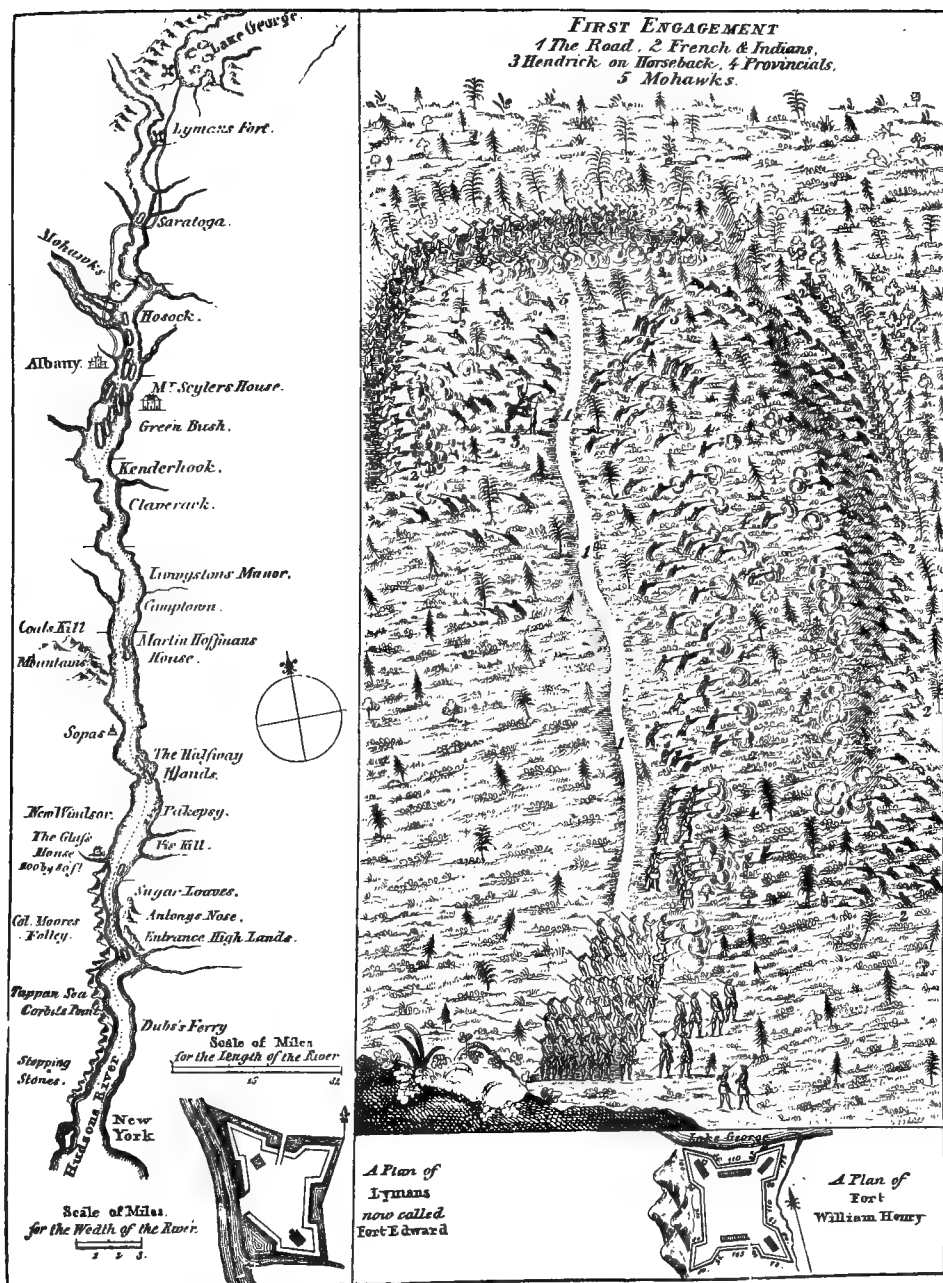 FIRST ENGAGEMENT
1 The Road, 2 French & Indians,
3 Hendrick on Horseback, 4 Provincials,
5 Mohawks.
Lake George
Lymans Fort.
Saratoga.
Mohawks
Hosock.
Albany.
Mr Scylers House.
Green Bush.
Kenderhook.
Claverack.
Livingstons Manor.
Camptown.
Coals Kill
Mountains
Martin Hoffmans
House.
Sopas
The Halfway
Islands.
New Windsor.
Pakepsy.
The Glass
House
Vis Kill.
Sugar Loaves.
Antonys Nose.
Col. Moores
Folley.
Entrance High Lands.
Tappan Sea
Corbits Point
Dubs's Ferry
Scale of Miles
for the Length of the River
15
Stepping
Stones.
Hudsons River
New
York
Scale of Miles.
for the Wedth of the River.
1 2 3.
A Plan of
Lymans
now called
Fort Edward
Lake George
A Plan of
Fort
William Henry